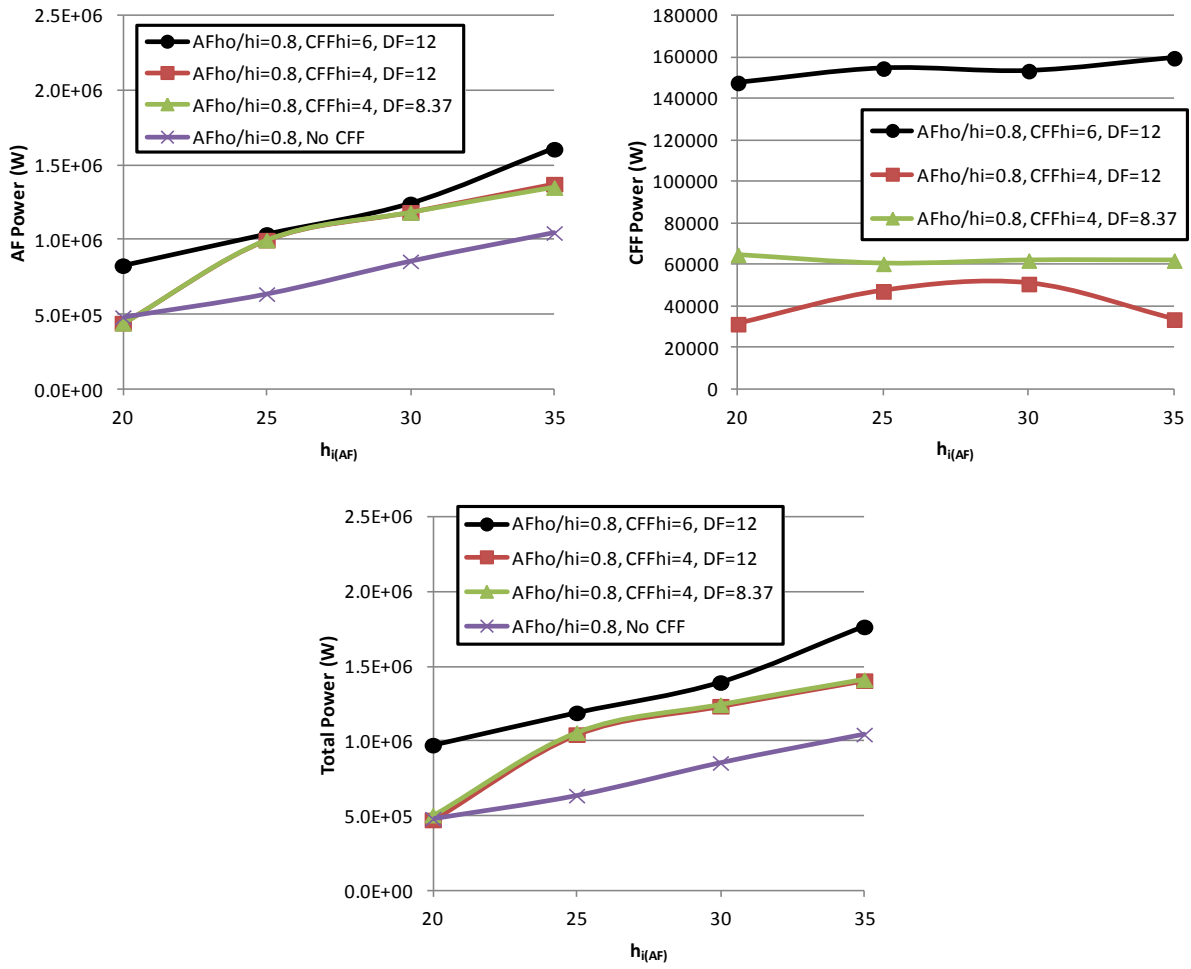 2.5E+06
2.0E+06
1.5E+06
1.0E+06
5.0E+05
0.0E+00
AF Power (W)
AFho/hi=0.8, CFFhi=6, DF=12
AFho/hi=0.8, CFFhi=4, DF=12
AFho/hi=0.8, CFFhi=4, DF=8.37
AFho/hi=0.8, No CFF
20 25 30 35
hi(AF)
180000
160000
140000
120000
100000
80000
60000
40000
20000
0
CFF Power (W)
AFho/hi=0.8, CFFhi=6, DF=12
AFho/hi=0.8, CFFhi=4, DF=12
AFho/hi=0.8, CFFhi=4, DF=8.37
20 25 30 35
hi(AF)
2.5E+06
2.0E+06
1.5E+06
1.0E+06
5.0E+05
0.0E+00
Total Power (W)
AFho/hi=0.8, CFFhi=6, DF=12
AFho/hi=0.8, CFFhi=4, DF=12
AFho/hi=0.8, CFFhi=4, DF=8.37
AFho/hi=0.8, No CFF
20 25 30 35
hi(AF)